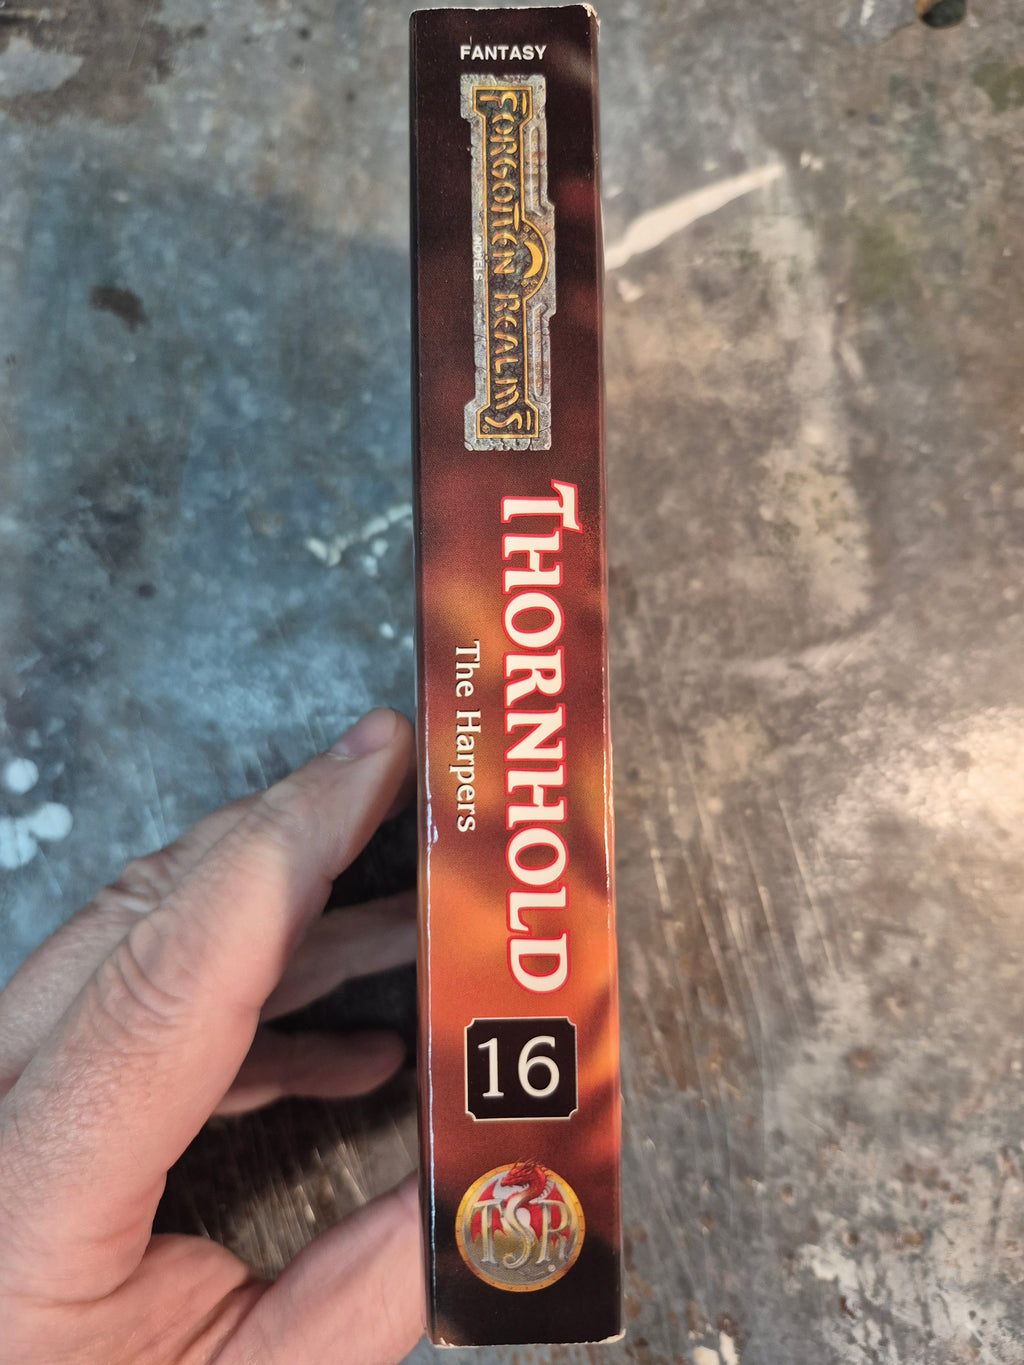 FANTASY
FORGOTTEN REALMS
NOVELS
THORNHOLD
The Harpers
16
TSR
®